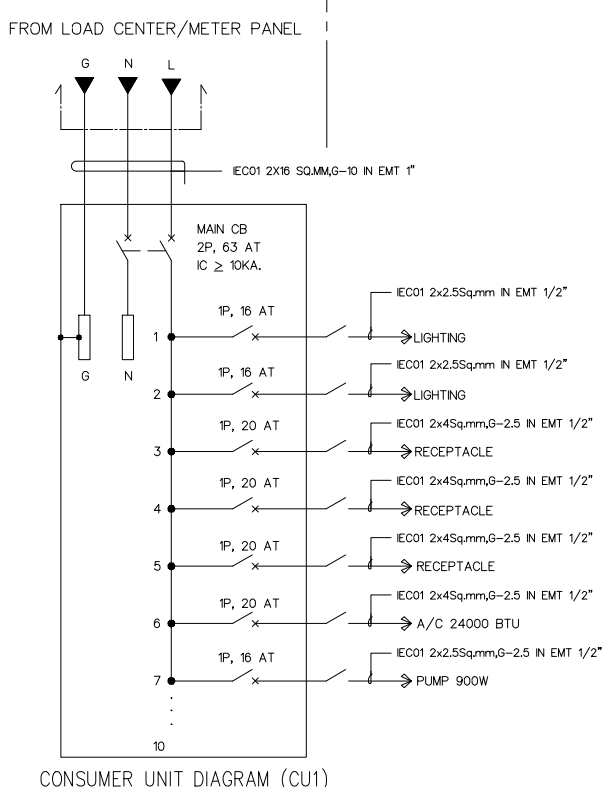 FROM LOAD CENTER/METER PANEL
G N L
IEC01 2X16 SQ.MM,G-10 IN EMT 1"
MAIN CB
2P, 63 AT
IC ≥ 10KA.
G N
IEC01 2x2.5Sq.mm IN EMT 1/2"
1P, 16 AT
1 LIGHTING
IEC01 2x2.5Sq.mm IN EMT 1/2"
1P, 16 AT
2 LIGHTING
IEC01 2x4Sq.mm,G-2.5 IN EMT 1/2"
1P, 20 AT
3 RECEPTACLE
IEC01 2x4Sq.mm,G-2.5 IN EMT 1/2"
1P, 20 AT
4 RECEPTACLE
IEC01 2x4Sq.mm,G-2.5 IN EMT 1/2"
1P, 20 AT
5 RECEPTACLE
IEC01 2x4Sq.mm,G-2.5 IN EMT 1/2"
1P, 20 AT
6 A/C 24000 BTU
IEC01 2x2.5Sq.mm,G-2.5 IN EMT 1/2"
1P, 16 AT
7 PUMP 900W
10
CONSUMER UNIT DIAGRAM (CU1)